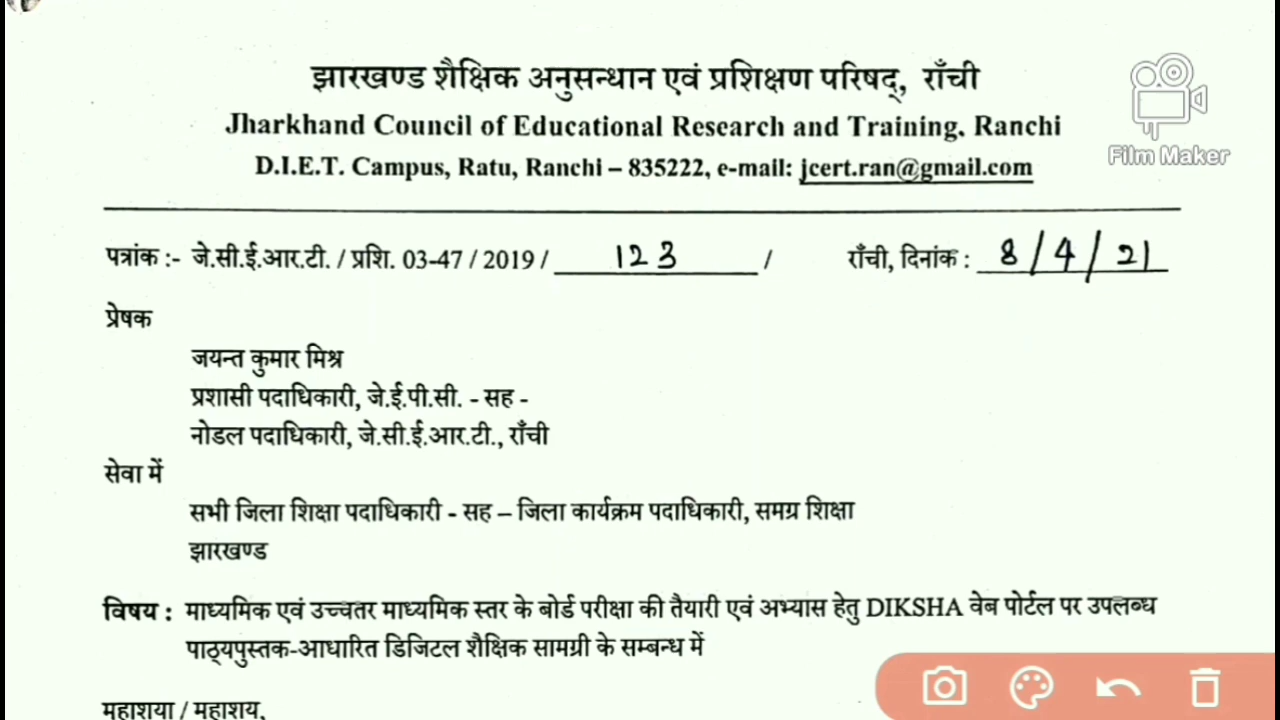 झारखण्ड शैक्षिक अनुसन्धान एवं प्रशिक्षण परिषद्, राँची
Jharkhand Council of Educational Research and Training. Ranchi
D.I.E.T. Campus, Ratu, Ranchi – 835222, e-mail: jcert.ran@gmail.com
Film Maker
पत्रांक :- जे.सी.ई.आर.टी. / प्रशि. 03-47 / 2019 / 123 / राँची, दिनांक : 8/4/21
प्रेषक
जयन्त कुमार मिश्र
प्रशासी पदाधिकारी, जे.ई.पी.सी. - सह -
नोडल पदाधिकारी, जे.सी.ई.आर.टी., राँची
सेवा में
सभी जिला शिक्षा पदाधिकारी - सह – जिला कार्यक्रम पदाधिकारी, समग्र शिक्षा
झारखण्ड
विषय : माध्यमिक एवं उच्चतर माध्यमिक स्तर के बोर्ड परीक्षा की तैयारी एवं अभ्यास हेतु DIKSHA वेब पोर्टल पर उपलब्ध
पाठ्यपुस्तक-आधारित डिजिटल शैक्षिक सामग्री के सम्बन्ध में
महाशया / महाशय,